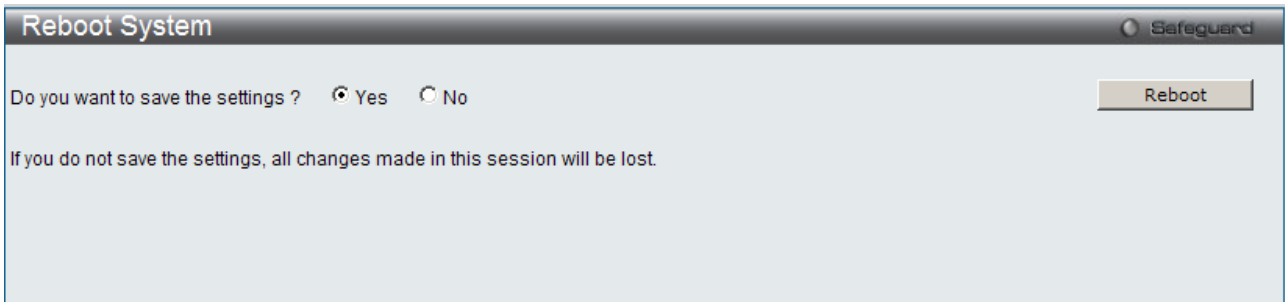 Reboot System
Safeguard
Do you want to save the settings ? Yes No
Reboot
If you do not save the settings, all changes made in this session will be lost.